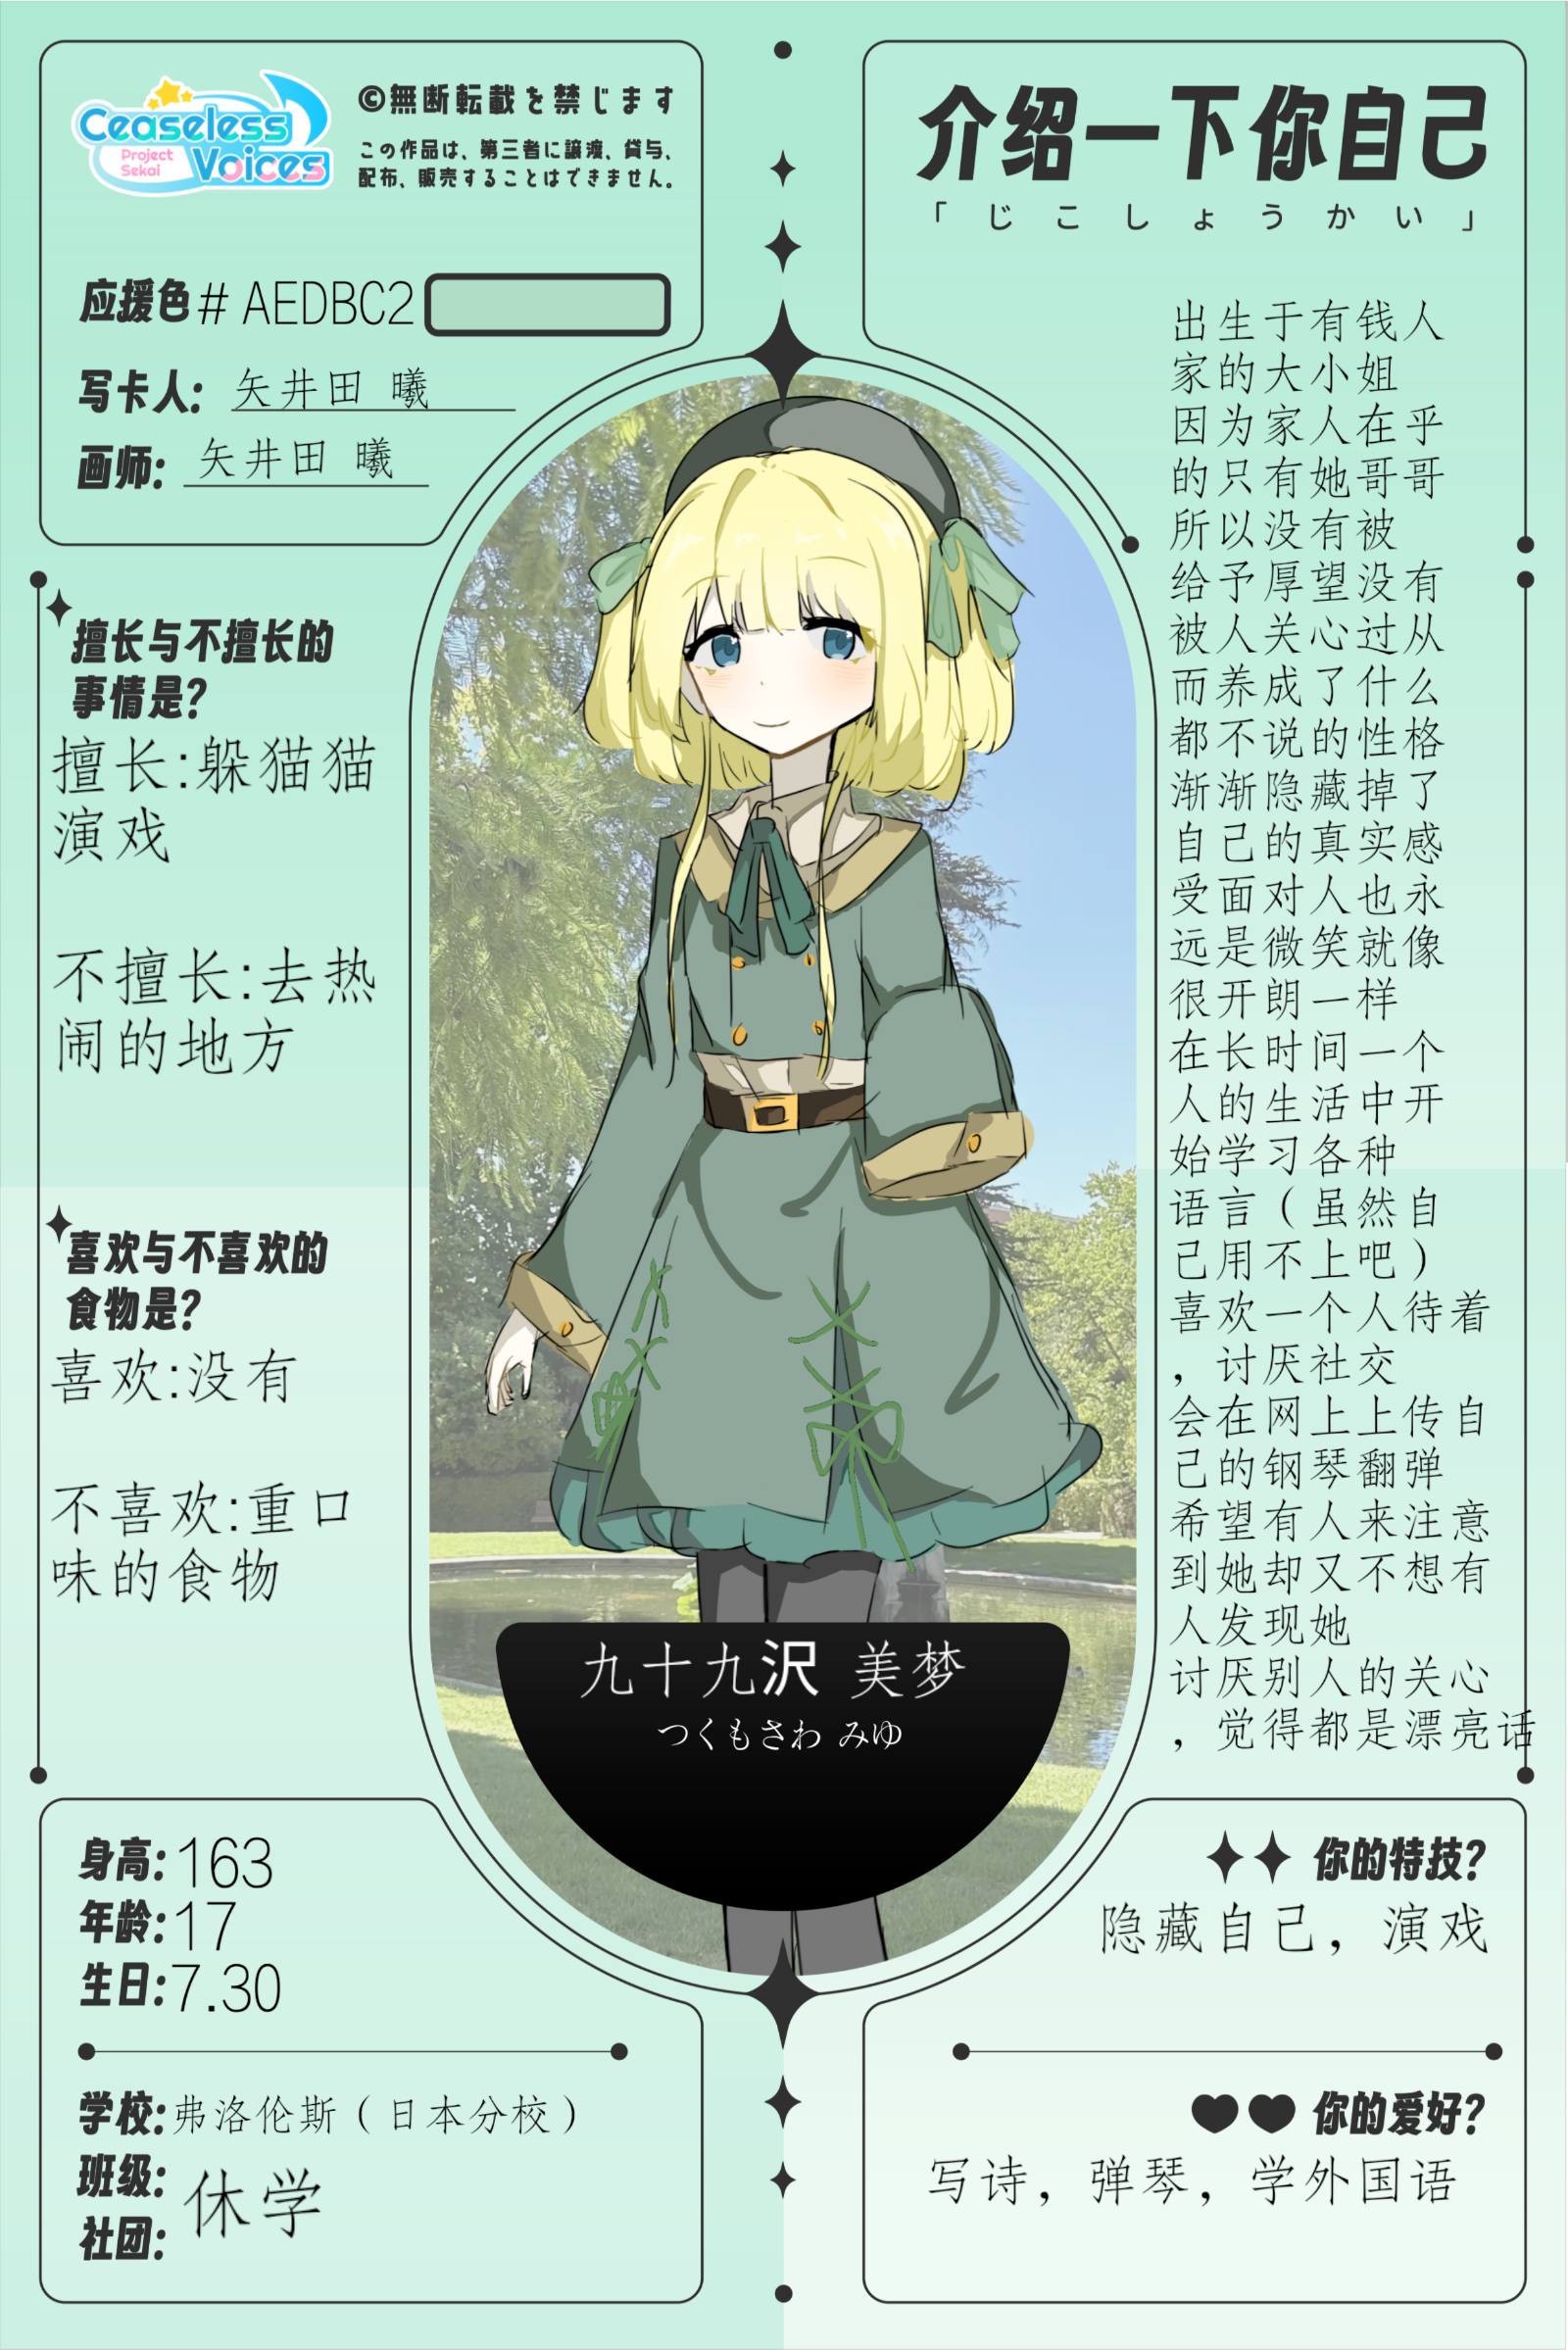 Ceaseless
Project
Sekai
Voices
©無断転載を禁じます
この作品は、第三者に譲渡、貸与、
配布、販売することはできません。
应援色#AEDBC2
写卡人: 矢井田 曦
画师: 矢井田 曦
介绍一下你自己
「じこしょうかい」
出生于有钱人
家的大小姐
因为家人在乎
的只有她哥哥
所以没有被
给予厚望没有
被人关心过从
而养成了什么
都不说的性格
渐渐隐藏掉了
自己的真实感
受面对人也永
远是微笑就像
很开朗一样
在长时间一个
人的生活中开
始学习各种
语言（虽然自
己用不上吧）
喜欢一个人待着
，讨厌社交
会在网上上传自
己的钢琴翻弹
希望有人来注意
到她却又不想有
人发现她
讨厌别人的关心
，觉得都是漂亮话
擅长与不擅长的
事情是?
擅长:躲猫猫
演戏
不擅长:去热
闹的地方
喜欢与不喜欢的
食物是?
喜欢:没有
不喜欢:重口
味的食物
九十九沢 美梦
つくもさわ みゆ
身高:163
年龄:17
生日:7.30
学校:弗洛伦斯（日本分校）
班级:
休学
社团:
你的特技?
隐藏自己，演戏
你的爱好?
写诗，弹琴，学外国语